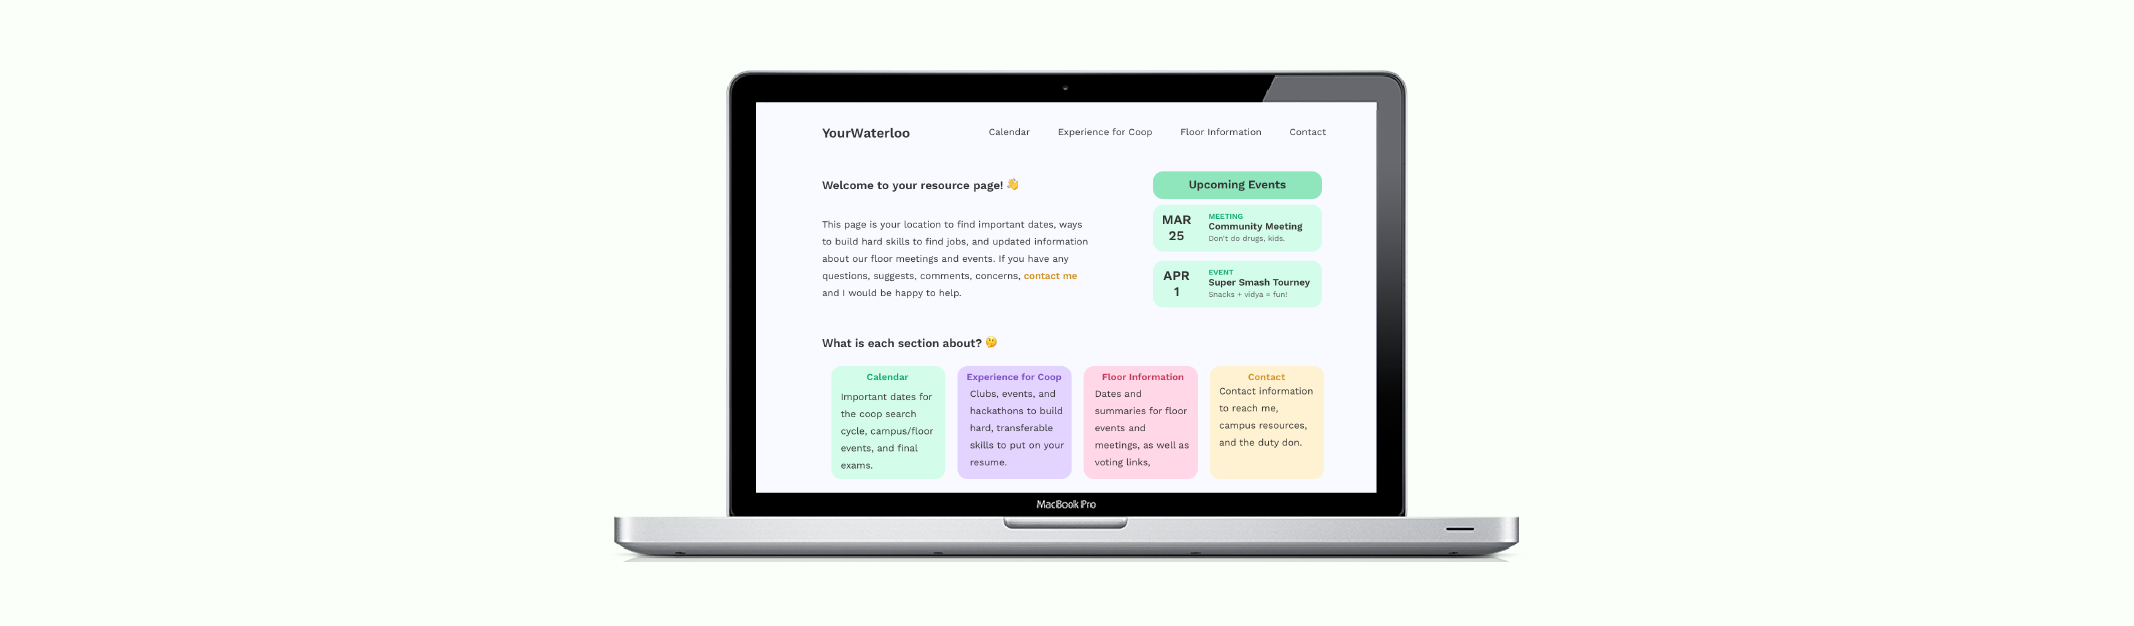 YourWaterloo
Calendar
Experience for Coop
Floor Information
Contact
Welcome to your resource page! 👋
This page is your location to find important dates, ways
to build hard skills to find jobs, and updated information
about our floor meetings and events. If you have any
questions, suggests, comments, concerns, contact me
and I would be happy to help.
Upcoming Events
MAR
25
MEETING
Community Meeting
Don't do drugs, kids.
APR
1
EVENT
Super Smash Tourney
Snacks + vidya = fun!
What is each section about? 🤔
Calendar
Important dates for
the coop search
cycle, campus/floor
events, and final
exams.
Experience for Coop
Clubs, events, and
hackathons to build
hard, transferable
skills to put on your
resume.
Floor Information
Dates and
summaries for floor
events and
meetings, as well as
voting links,
Contact
Contact information
to reach me,
campus resources,
and the duty don.
MacBook Pro